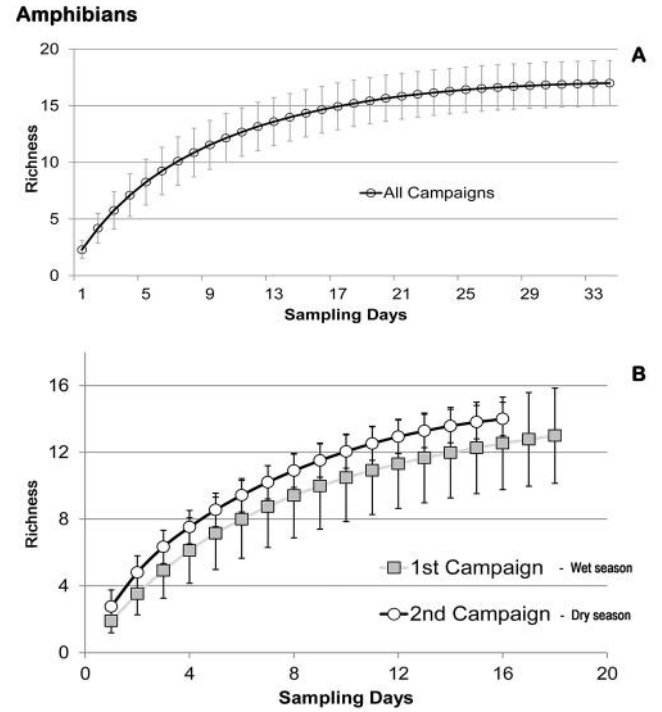 Amphibians
A
20
15
10
5
0
Richness
All Campaigns
1 5 9 13 17 21 25 29 33
Sampling Days
B
16
12
8
4
0
Richness
1st Campaign - Wet season
2nd Campaign - Dry season
0 4 8 12 16 20
Sampling Days